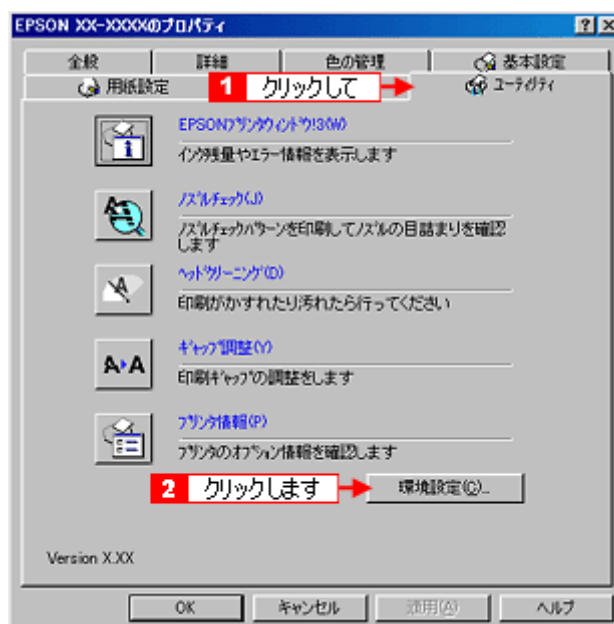 EPSON XX-XXXXのプロパティ
全般 詳細 色の管理 基本設定
用紙設定 1 クリックして ユーティリティ
EPSONプリンタウィンドウ!3(W)
インク残量やエラー情報を表示します
ノズルチェック(J)
ノズルチェックパターンを印刷してノズルの目詰まりを確認
します
ヘッドクリーニング(D)
印刷がかすれたり汚れたら行ってください
A▸A
ギャップ調整(Y)
印刷ギャップの調整をします
プリンタ情報(P)
プリンタのオプション情報を確認します
2 クリックします 環境設定(C)...
Version X.XX
OK キャンセル 適用(A) ヘルプ